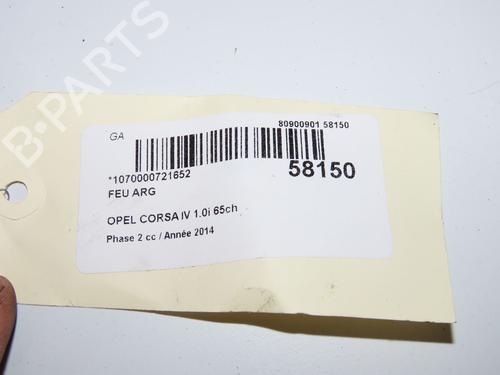 B-PARTS
GA
80900901 58150
*1070000721652
58150
FEU ARG
OPEL CORSA IV 1.0i 65ch
Phase 2 cc / Année 2014